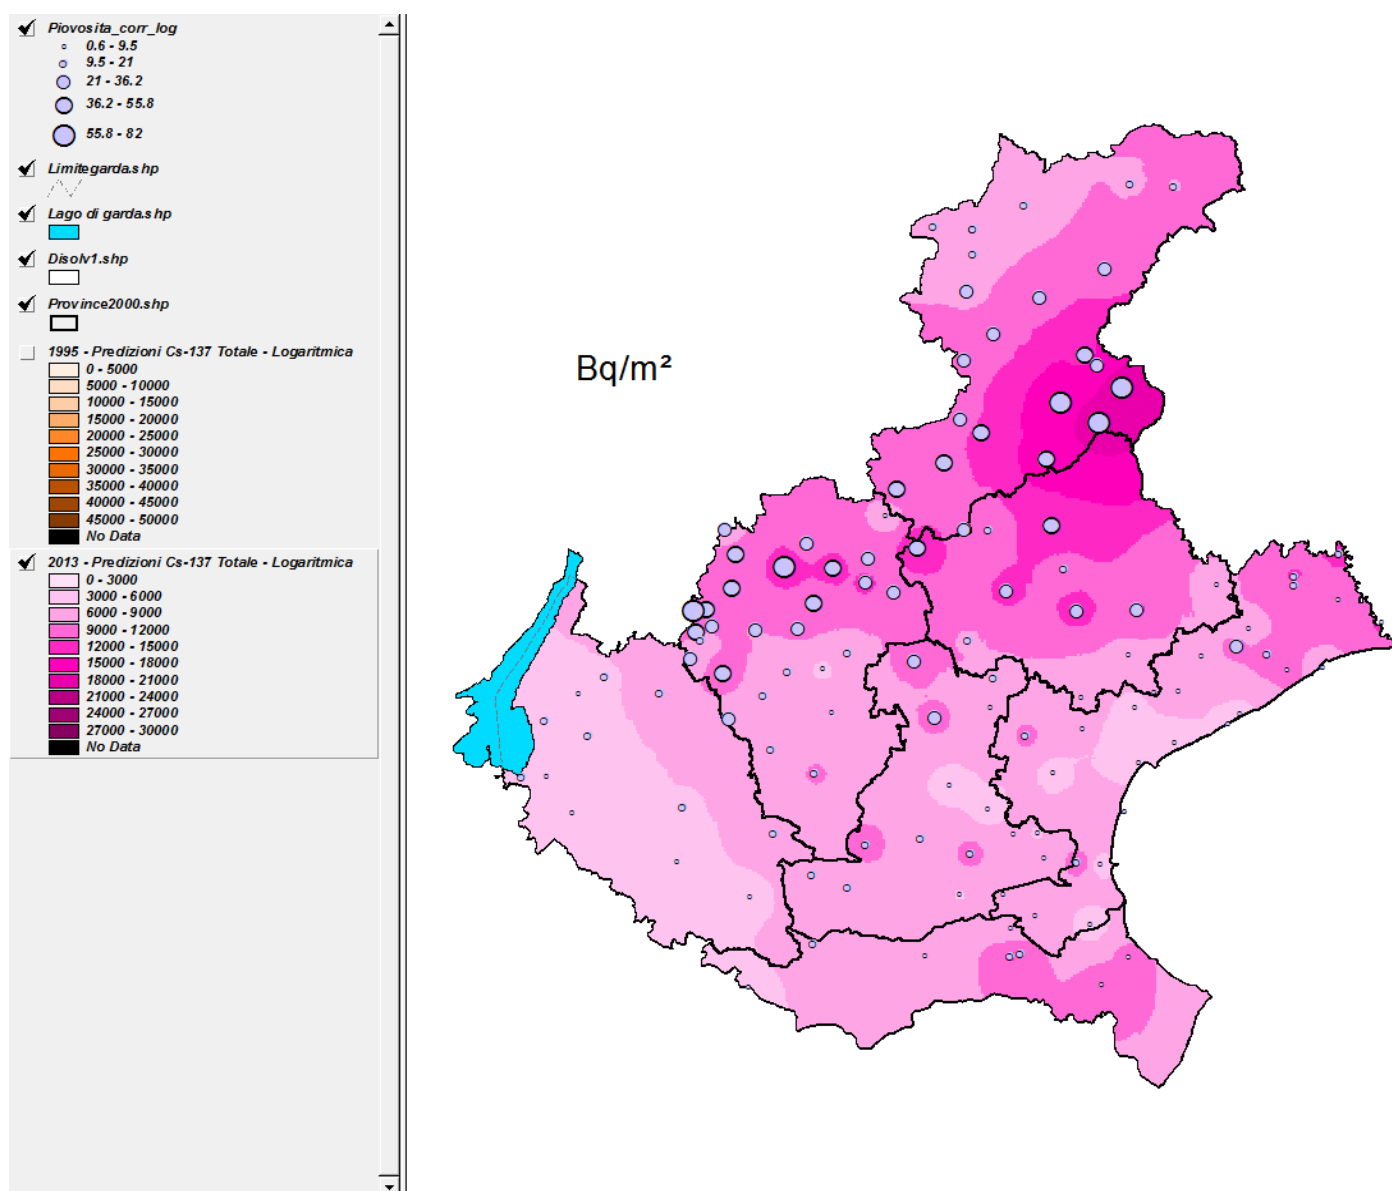 Piovosita_corr_log
0.6 - 9.5
9.5 - 21
21 - 36.2
36.2 - 55.8
55.8 - 82
Limitegarda.shp
Lago di garda.shp
Disolv1.shp
Province2000.shp
1995 - Predizioni Cs-137 Totale - Logaritmica
0 - 5000
5000 - 10000
10000 - 15000
15000 - 20000
20000 - 25000
25000 - 30000
30000 - 35000
35000 - 40000
40000 - 45000
45000 - 50000
No Data
2013 - Predizioni Cs-137 Totale - Logaritmica
0 - 3000
3000 - 6000
6000 - 9000
9000 - 12000
12000 - 15000
15000 - 18000
18000 - 21000
21000 - 24000
24000 - 27000
27000 - 30000
No Data
Bq/m²